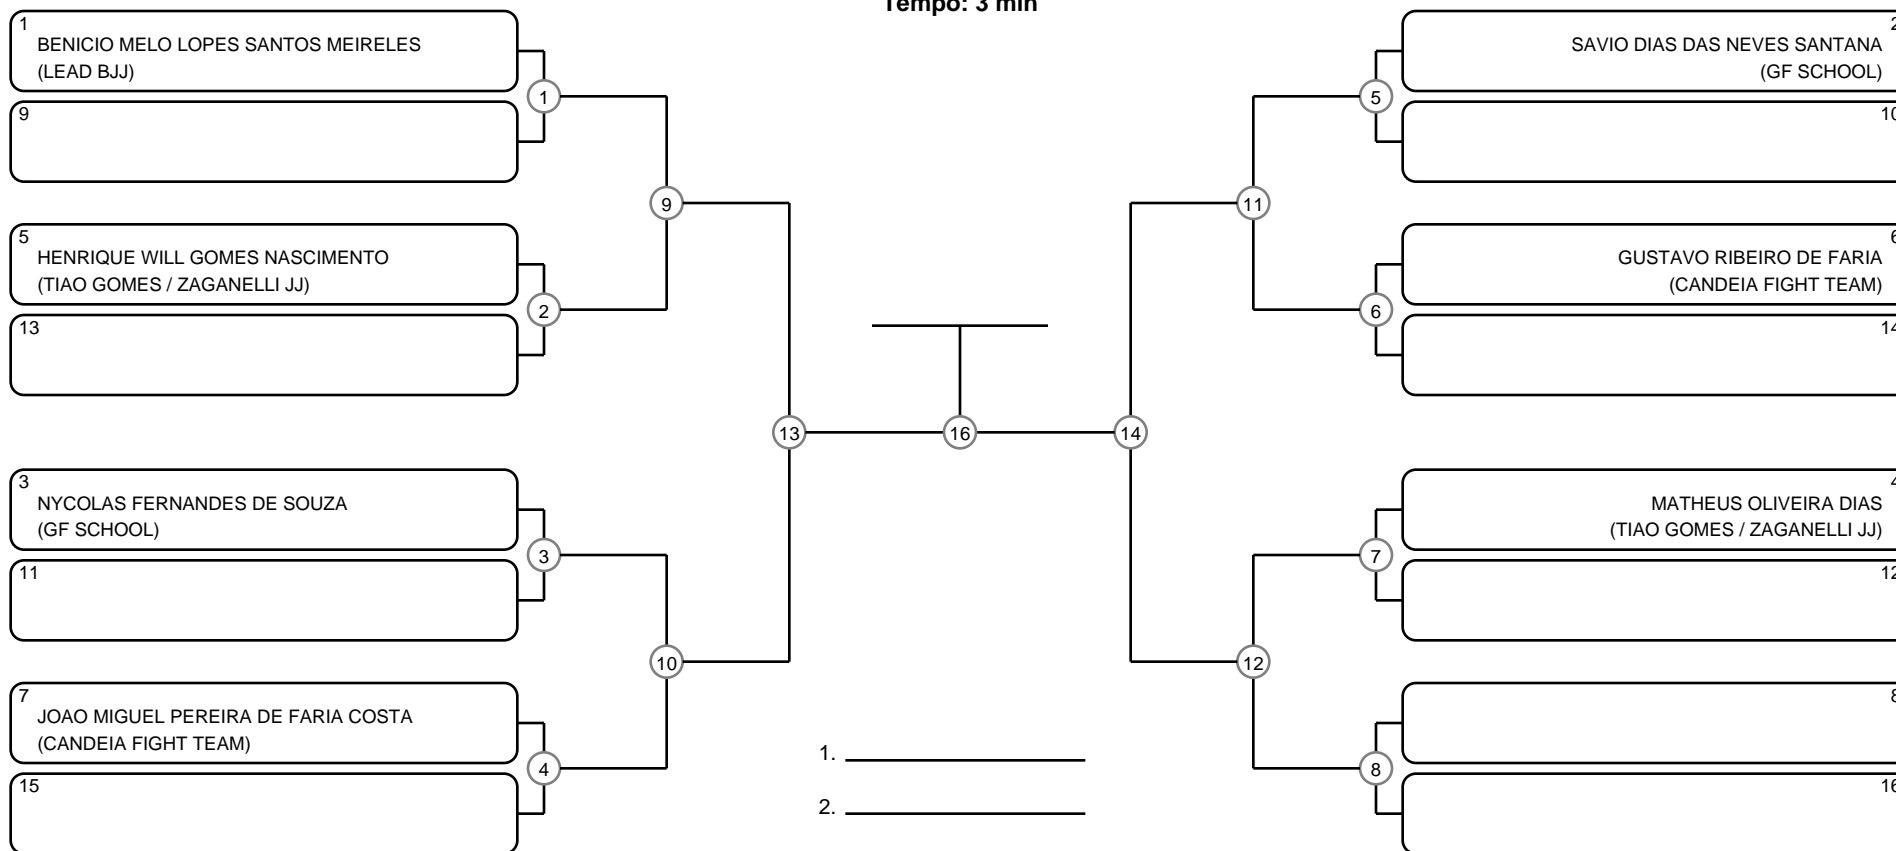 Tempo: 3 min
1
BENICIO MELO LOPES SANTOS MEIRELES
(LEAD BJJ)
9
1
5
HENRIQUE WILL GOMES NASCIMENTO
(TIAO GOMES / ZAGANELLI JJ)
13
2
9
3
NYCOLAS FERNANDES DE SOUZA
(GF SCHOOL)
11
3
7
JOAO MIGUEL PEREIRA DE FARIA COSTA
(CANDEIA FIGHT TEAM)
15
4
10
13
16
14
1.
2.
2
SAVIO DIAS DAS NEVES SANTANA
(GF SCHOOL)
10
5
6
GUSTAVO RIBEIRO DE FARIA
(CANDEIA FIGHT TEAM)
14
6
11
4
MATHEUS OLIVEIRA DIAS
(TIAO GOMES / ZAGANELLI JJ)
12
7
8
16
8
12